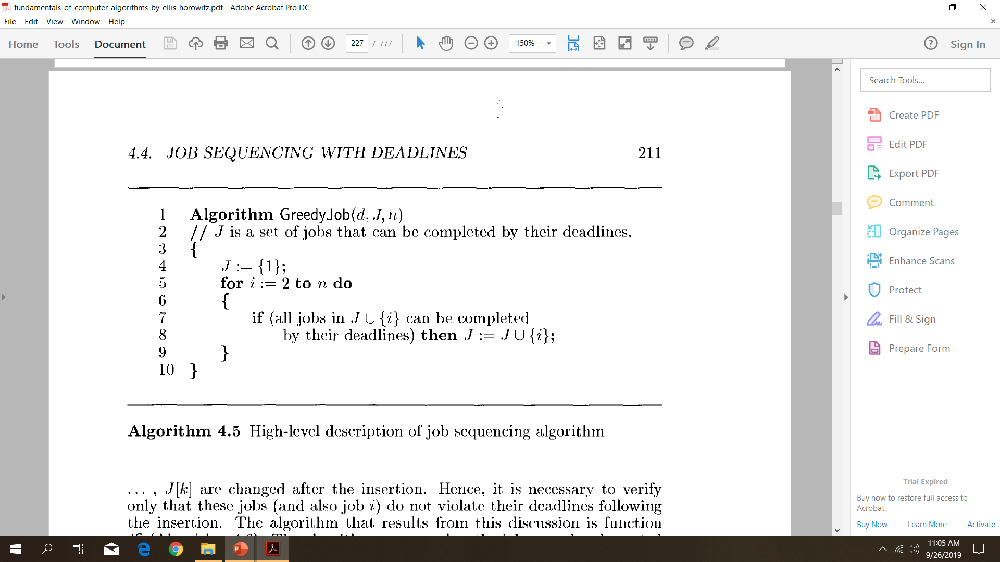 fundamentals-of-computer-algorithms-by-ellis-horowitz.pdf - Adobe Acrobat Pro DC
File Edit View Window Help
Home Tools Document 227 / 777 150% Sign In
Search Tools...
Create PDF
Edit PDF
Export PDF
Comment
Organize Pages
Enhance Scans
Protect
Fill & Sign
Prepare Form
4.4. JOB SEQUENCING WITH DEADLINES 211
1 Algorithm GreedyJob(d, J, n)
2 // J is a set of jobs that can be completed by their deadlines.
3 {
4 J := {1};
5 for i := 2 to n do
6 {
7 if (all jobs in J ∪ {i} can be completed
8 by their deadlines) then J := J ∪ {i};
9 }
10 }
Algorithm 4.5 High-level description of job sequencing algorithm
... , J[k] are changed after the insertion. Hence, it is necessary to verify
only that these jobs (and also job i) do not violate their deadlines following
the insertion. The algorithm that results from this discussion is function
Trial Expired
Buy now to restore full access to
Acrobat.
Buy Now Learn More Activate
11:05 AM
9/26/2019